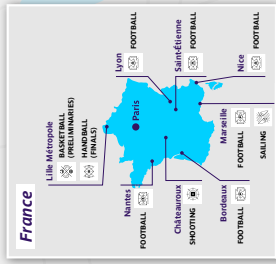 France
Lille Métropole
BASKETBALL
(PRELIMINARIES)
HANDBALL
(FINALS)
Paris
Nantes
FOOTBALL
Châteauroux
SHOOTING
Bordeaux
FOOTBALL
Lyon
FOOTBALL
Saint-Étienne
FOOTBALL
Nice
FOOTBALL
Marseille
FOOTBALL
SAILING